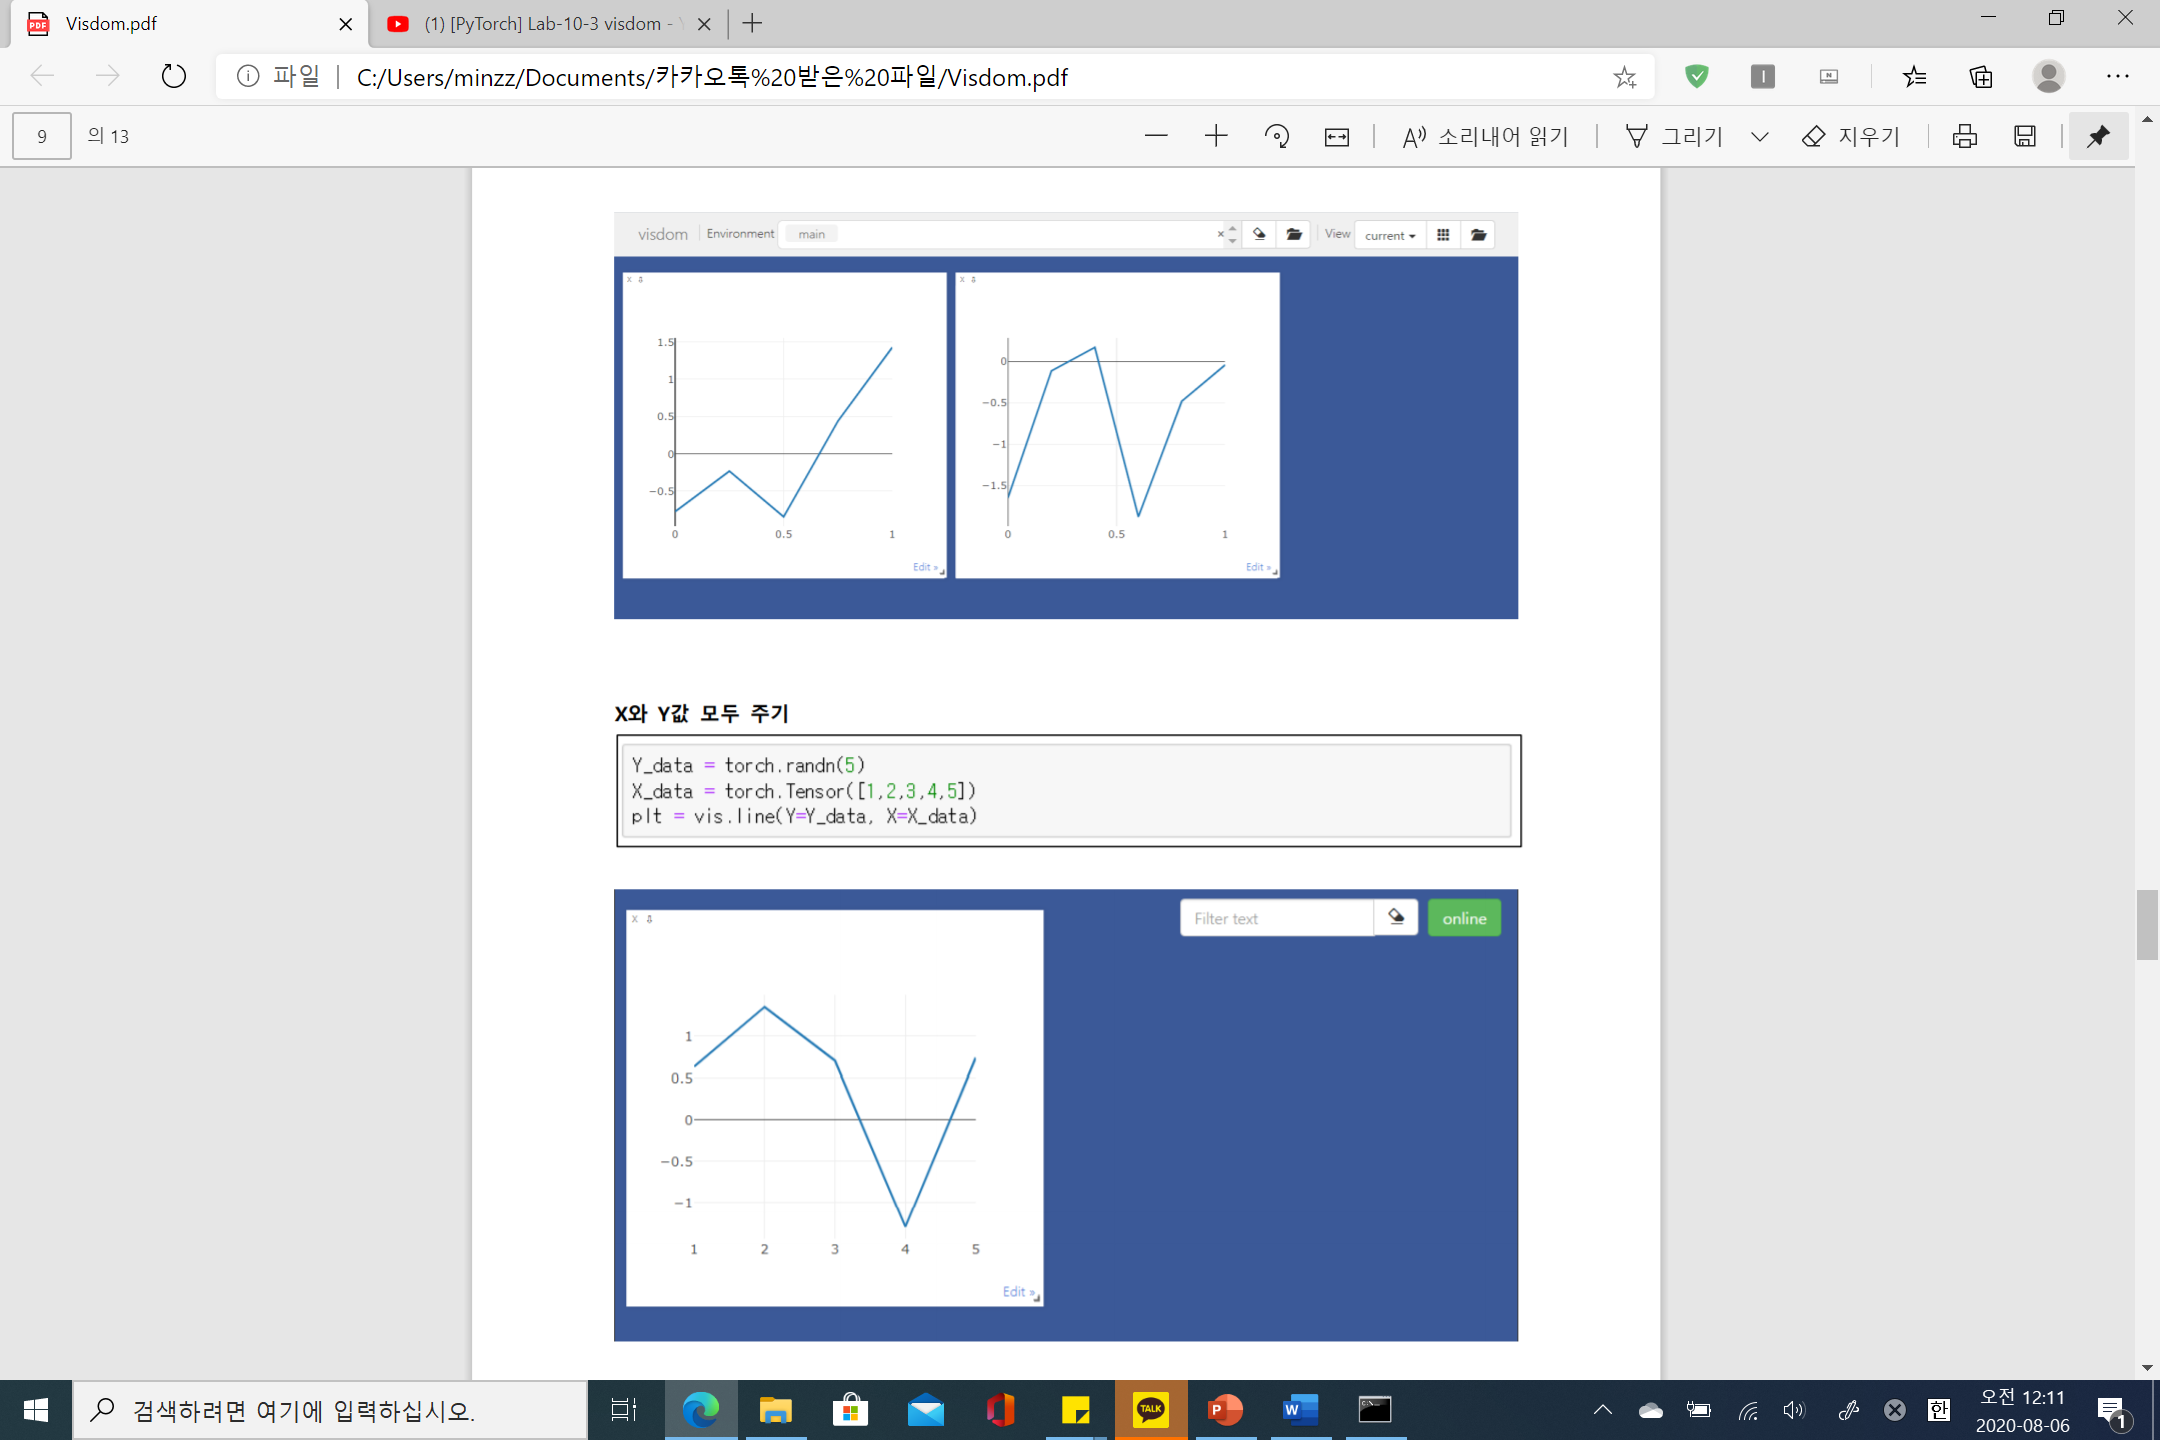 Visdom.pdf
(1) [PyTorch] Lab-10-3 visdom -
파일 | C:/Users/minzz/Documents/카카오톡%20받은%20파일/Visdom.pdf
9 의 13
소리내어 읽기
그리기
지우기
visdom Environment main View current
1.5
1
0.5
0
−0.5
0 0.5 1
Edit »
0
−0.5
−1
−1.5
0 0.5 1
Edit »
X와 Y값 모두 주기
Y_data = torch.randn(5)
X_data = torch.Tensor([1,2,3,4,5])
plt = vis.line(Y=Y_data, X=X_data)
Filter text
online
1
0.5
0
−0.5
−1
1 2 3 4 5
Edit »
검색하려면 여기에 입력하십시오.
TALK
한
오전 12:11
2020-08-06
1